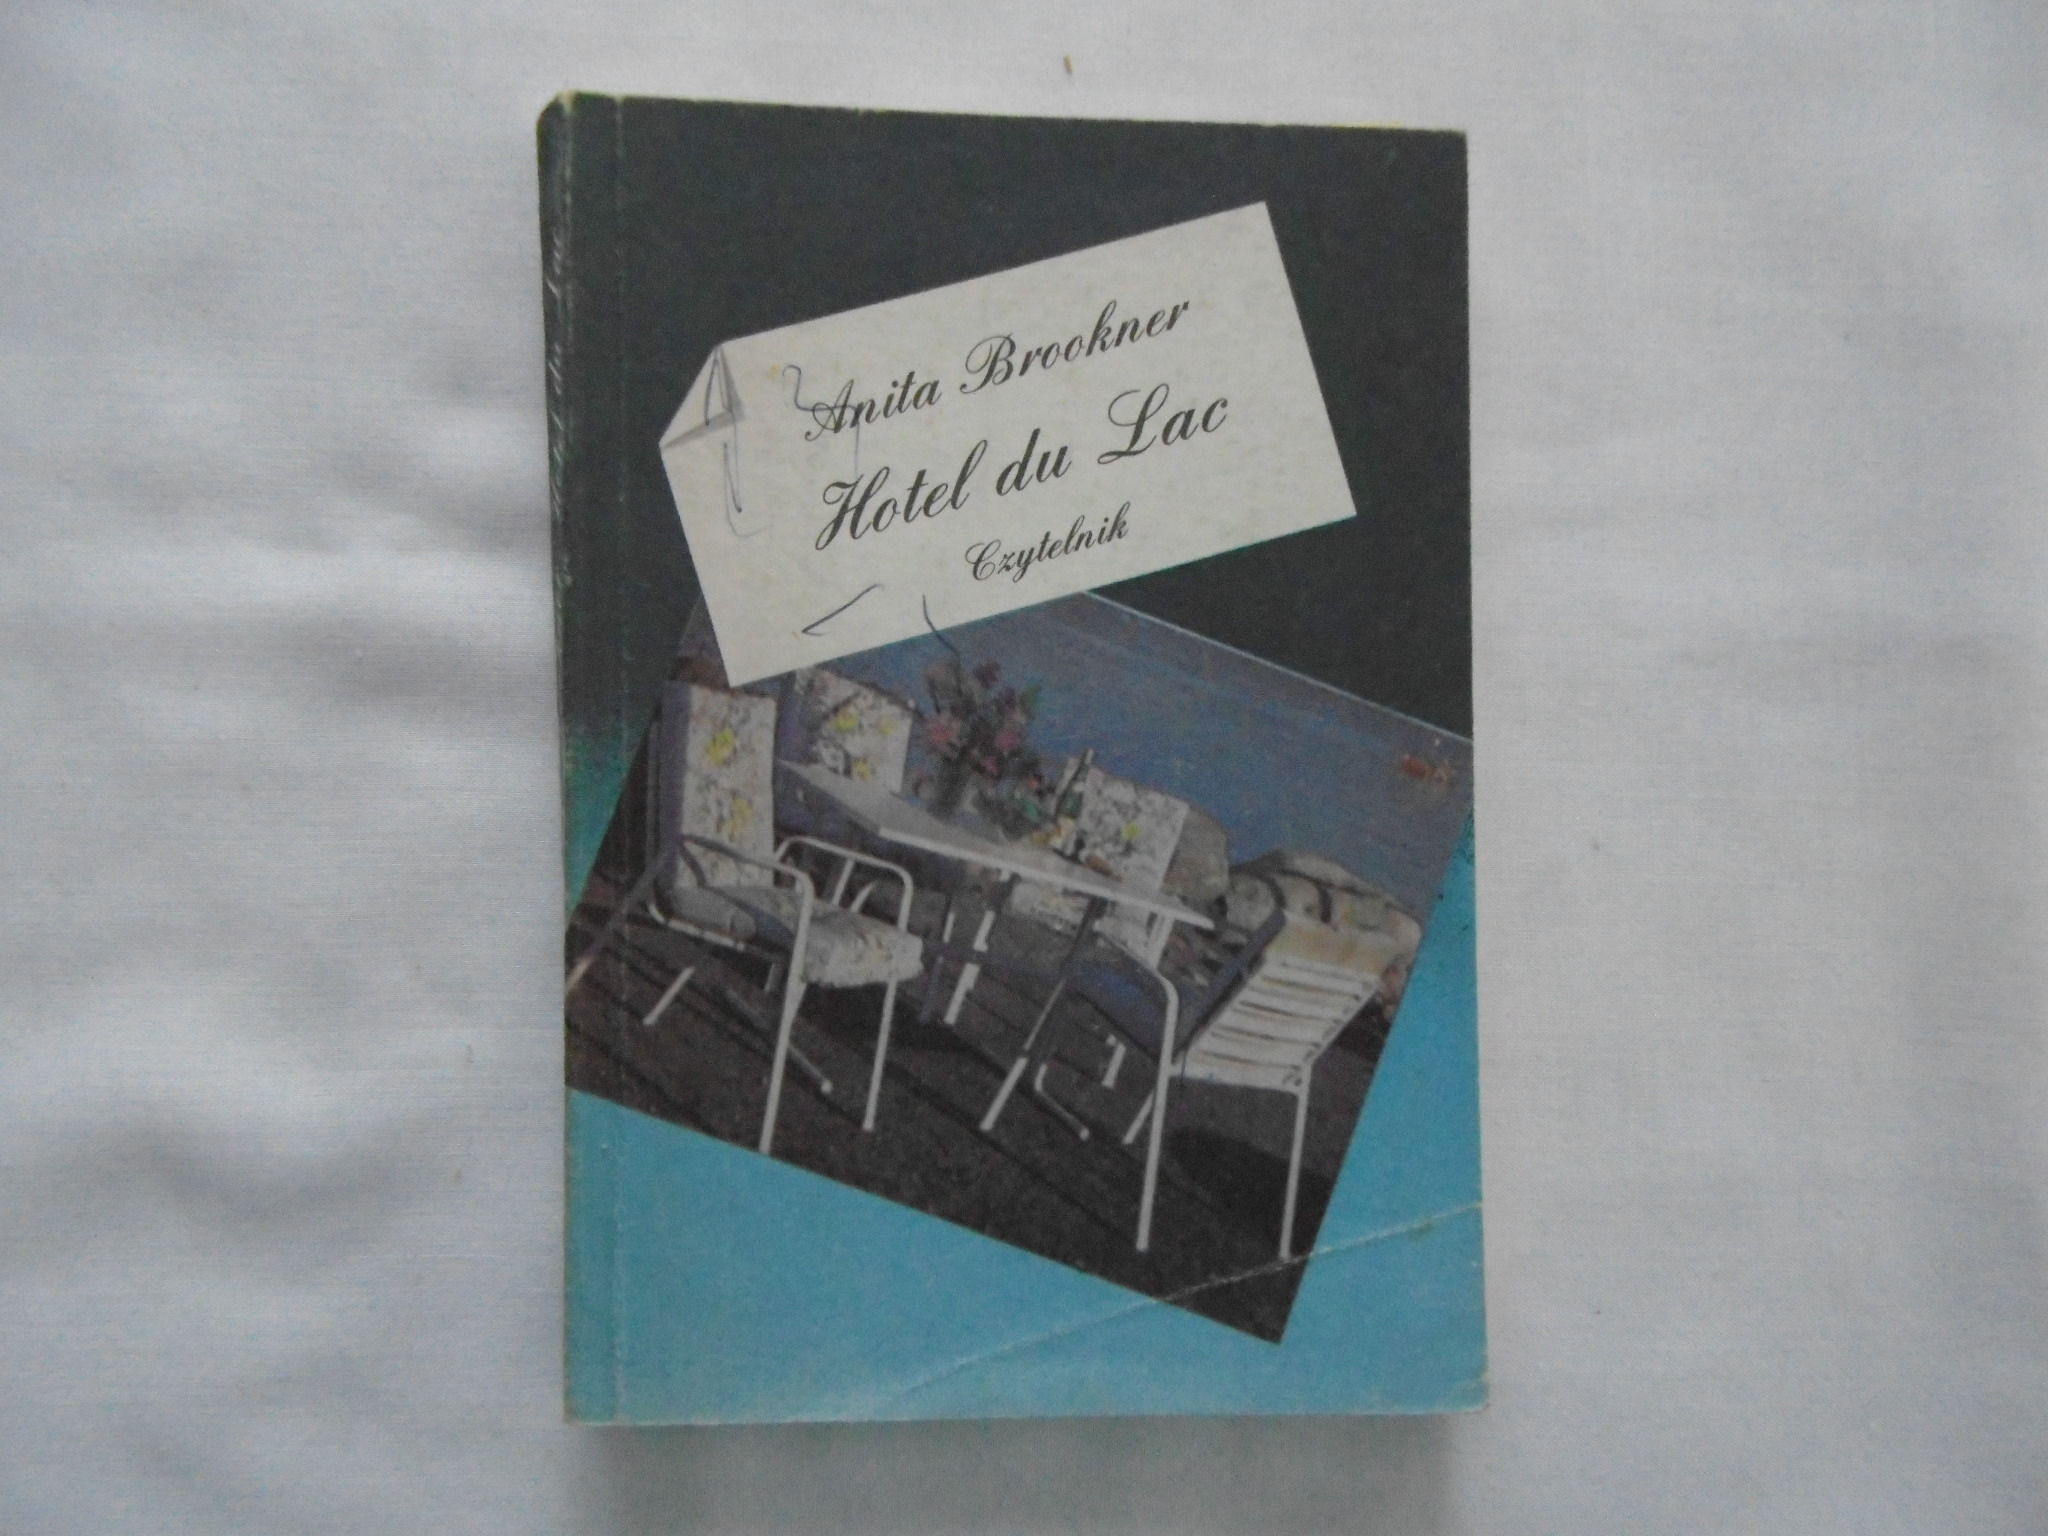 Anita Brookner
Hotel du Lac
Czytelnik